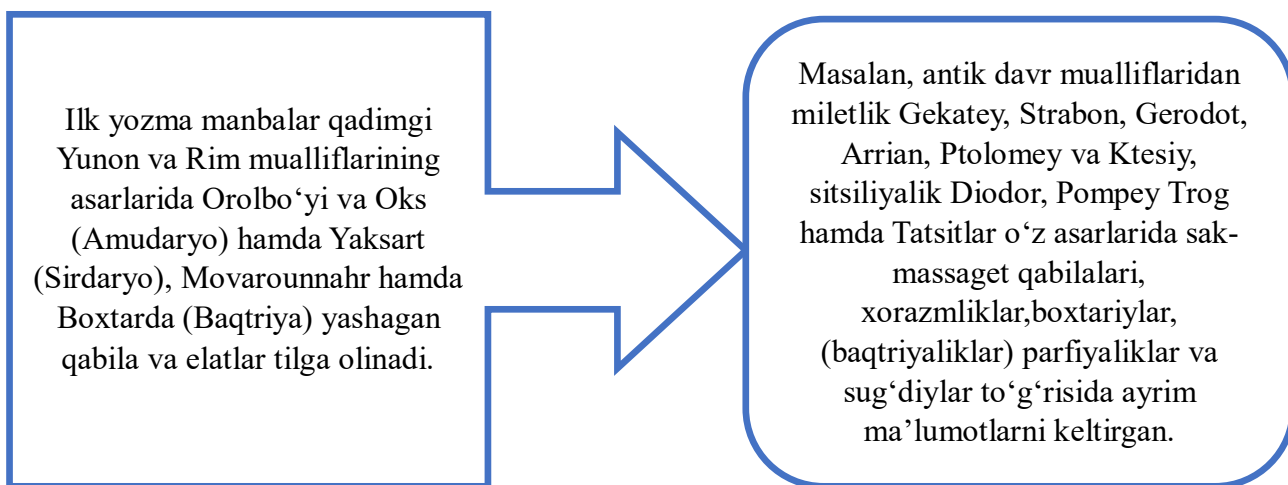 Ilk yozma manbalar qadimgi
Yunon va Rim mualliflarining
asarlarida Orolbo‘yi va Oks
(Amudaryo) hamda Yaksart
(Sirdaryo), Movarounnahr hamda
Boxtarda (Baqtriya) yashagan
qabila va elatlar tilga olinadi.
Masalan, antik davr mualliflaridan
miletlik Gekatey, Strabon, Gerodot,
Arrian, Ptolomey va Ktesiy,
sitsiliyalik Diodor, Pompey Trog
hamda Tatsitlar o‘z asarlarida sak-
massaget qabilalari,
xorazmliklar,boxtariylar,
(baqtriyaliklar) parfiyaliklar va
sug‘diylar to‘g‘risida ayrim
ma’lumotlarni keltirgan.